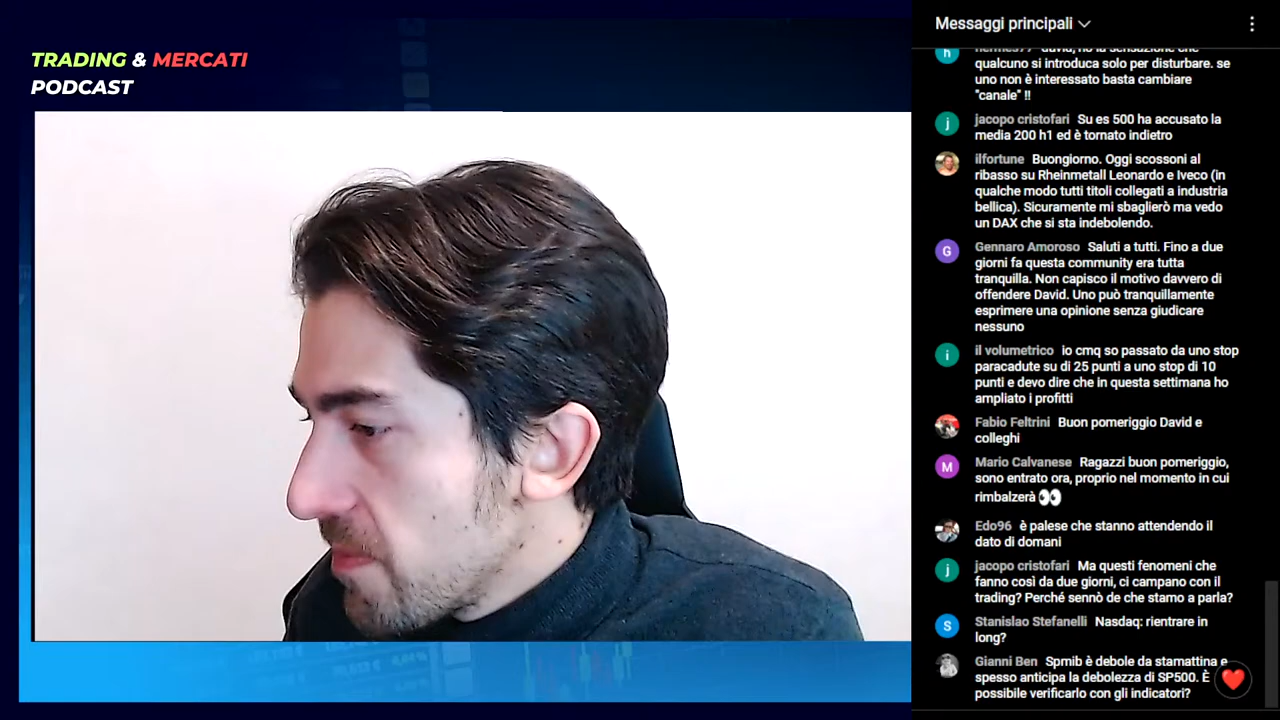 TRADING & MERCATI
PODCAST
Messaggi principali
hermes77 david, ho la sensazione che
qualcuno si introduca solo per disturbare. se
uno non è interessato basta cambiare
"canale" !!
jacopo cristofari Su es 500 ha accusato la
media 200 h1 ed è tornato indietro
ilfortune Buongiorno. Oggi scossoni al
ribasso su Rheinmetall Leonardo e Iveco (in
qualche modo tutti titoli collegati a industria
bellica). Sicuramente mi sbaglierò ma vedo
un DAX che si sta indebolendo.
Gennaro Amoroso Saluti a tutti. Fino a due
giorni fa questa community era tutta
tranquilla. Non capisco il motivo davvero di
offendere David. Uno può tranquillamente
esprimere una opinione senza giudicare
nessuno
il volumetrico io cmq so passato da uno stop
paracadute su di 25 punti a uno stop di 10
punti e devo dire che in questa settimana ho
ampliato i profitti
Fabio Feltrini Buon pomeriggio David e
colleghi
Mario Calvanese Ragazzi buon pomeriggio,
sono entrato ora, proprio nel momento in cui
rimbalzerà 👀
Edo96 è palese che stanno attendendo il
dato di domani
jacopo cristofari Ma questi fenomeni che
fanno così da due giorni, ci campano con il
trading? Perché sennò de che stamo a parla?
Stanislao Stefanelli Nasdaq: rientrare in
long?
Gianni Ben Spmib è debole da stamattina e
spesso anticipa la debolezza di SP500. È
possibile verificarlo con gli indicatori?